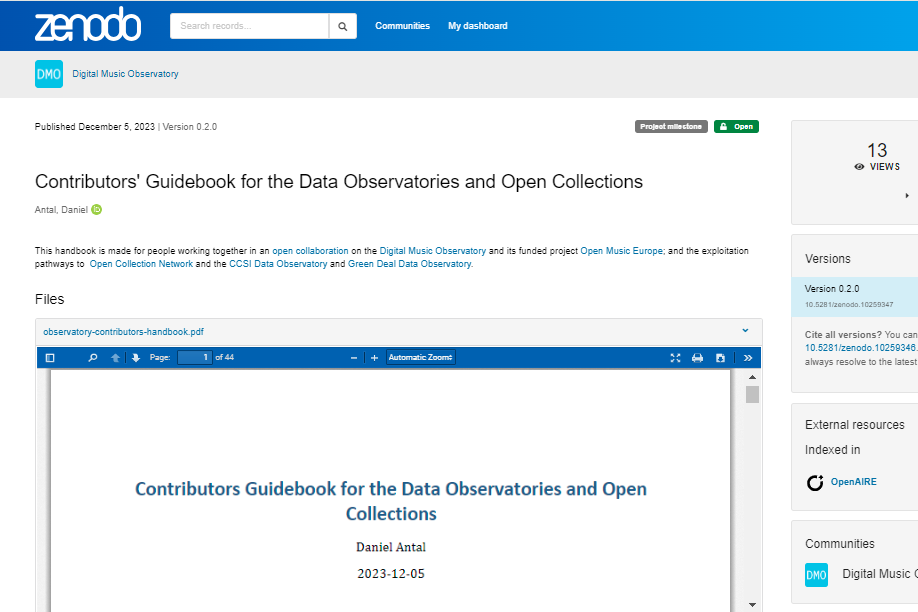 zenodo
Search records...
Communities
My dashboard
DMO
Digital Music Observatory
Published December 5, 2023 | Version 0.2.0
Project milestone
Open
Contributors' Guidebook for the Data Observatories and Open Collections
Antal, Daniel
This handbook is made for people working together in an open collaboration on the Digital Music Observatory and its funded project Open Music Europe; and the exploitation
pathways to Open Collection Network and the CCSI Data Observatory and Green Deal Data Observatory.
Files
observatory-contributors-handbook.pdf
Page: 1 of 44
Automatic Zoom
Contributors Guidebook for the Data Observatories and Open
Collections
Daniel Antal
2023-12-05
13
VIEWS
Versions
Version 0.2.0
10.5281/zenodo.10259347
Cite all versions? You can
10.5281/zenodo.10259346.
always resolve to the latest
External resources
Indexed in
OpenAIRE
Communities
DMO
Digital Music